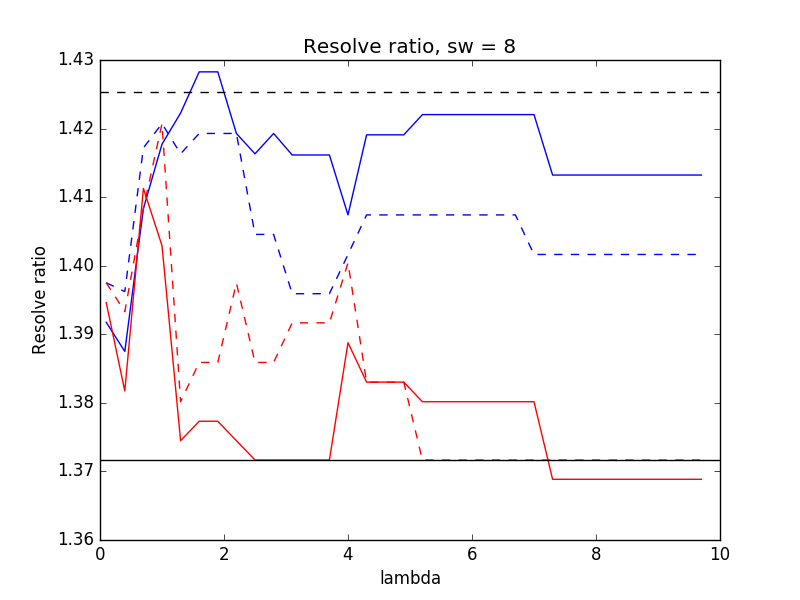 Resolve ratio, sw = 8
1.43
1.42
1.41
1.40
1.39
1.38
1.37
1.36
Resolve ratio
0 2 4 6 8 10
lambda